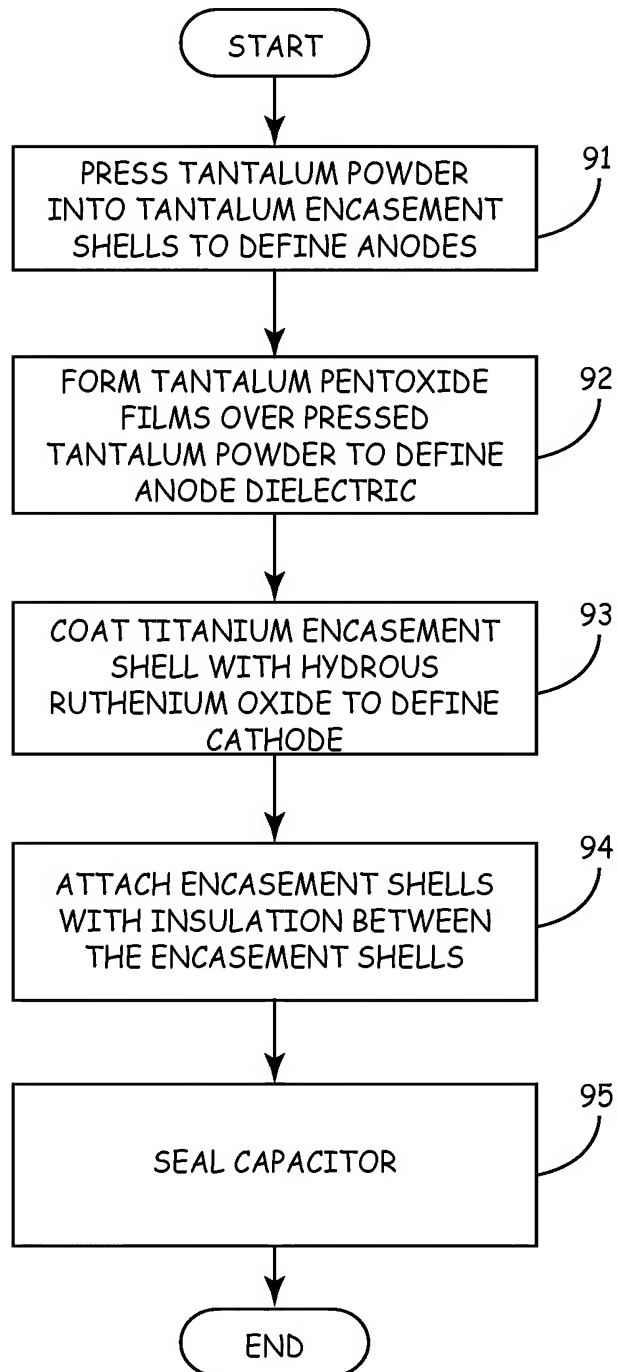 START
PRESS TANTALUM POWDER
INTO TANTALUM ENCASEMENT
SHELLS TO DEFINE ANODES
91
FORM TANTALUM PENTOXIDE
FILMS OVER PRESSED
TANTALUM POWDER TO DEFINE
ANODE DIELECTRIC
92
COAT TITANIUM ENCASEMENT
SHELL WITH HYDROUS
RUTHENIUM OXIDE TO DEFINE
CATHODE
93
ATTACH ENCASEMENT SHELLS
WITH INSULATION BETWEEN
THE ENCASEMENT SHELLS
94
SEAL CAPACITOR
95
END